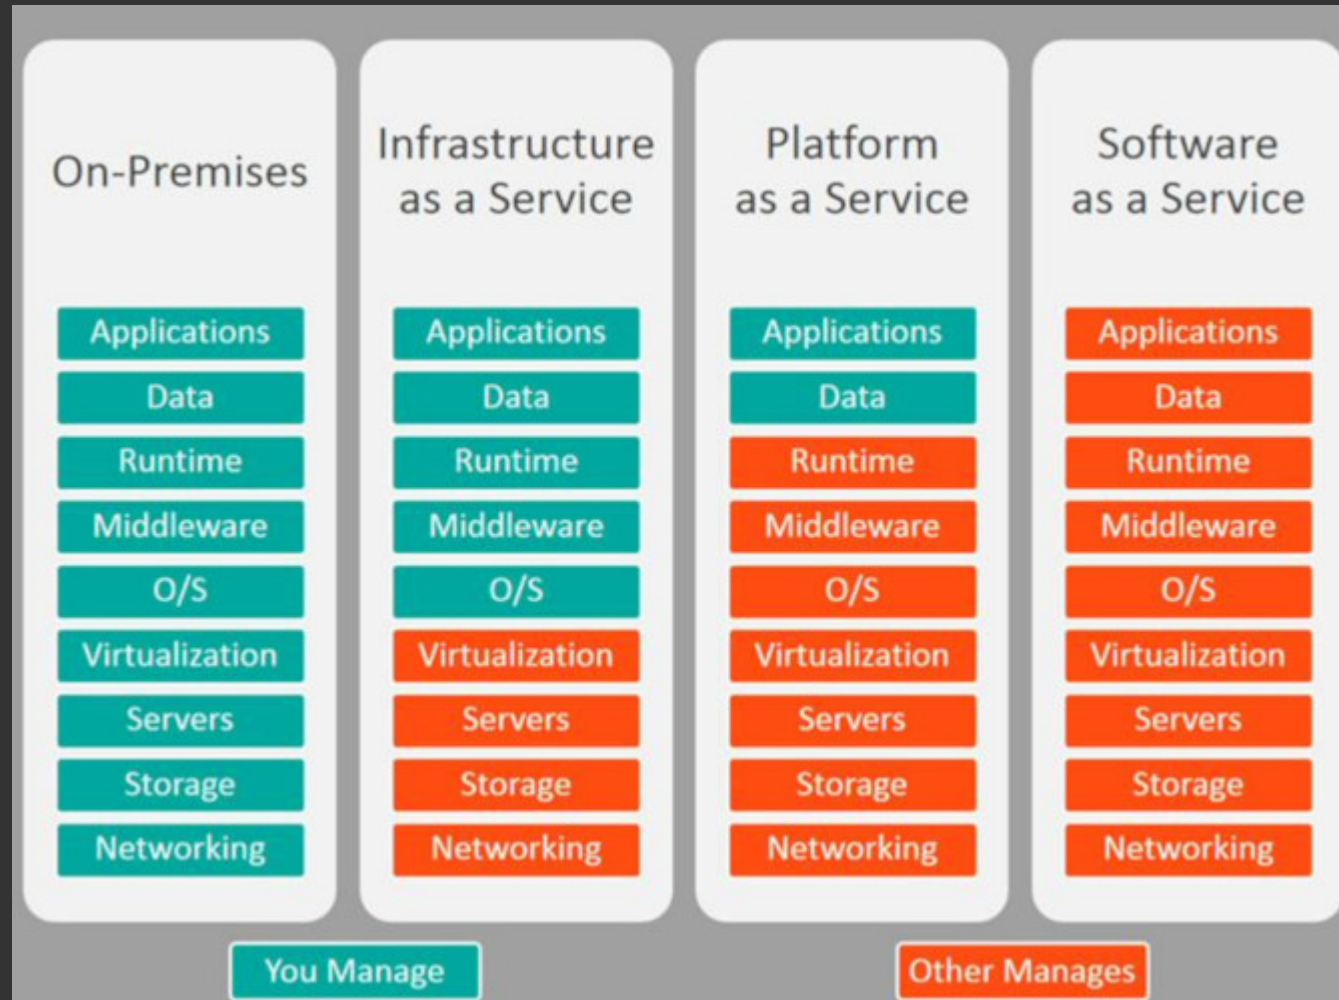 On-Premises
Applications
Data
Runtime
Middleware
O/S
Virtualization
Servers
Storage
Networking
Infrastructure
as a Service
Applications
Data
Runtime
Middleware
O/S
Virtualization
Servers
Storage
Networking
Platform
as a Service
Applications
Data
Runtime
Middleware
O/S
Virtualization
Servers
Storage
Networking
Software
as a Service
Applications
Data
Runtime
Middleware
O/S
Virtualization
Servers
Storage
Networking
You Manage
Other Manages